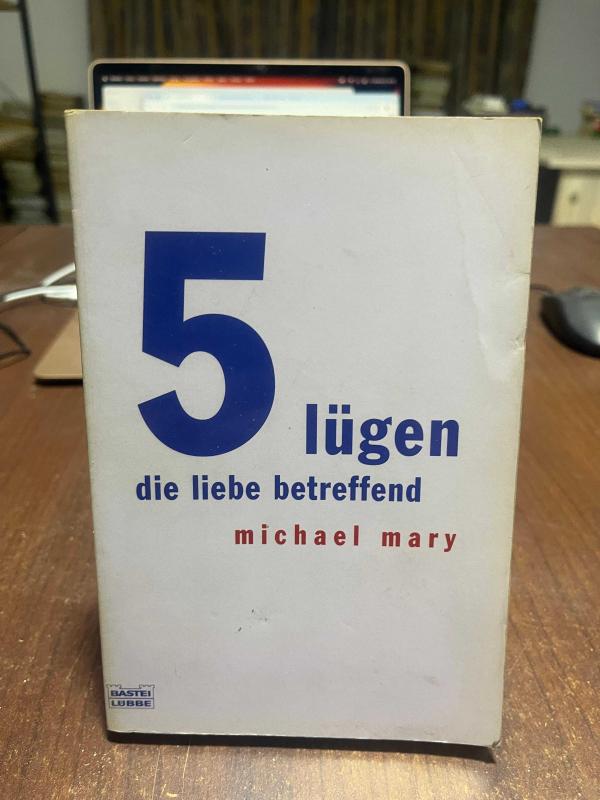 5 lügen
die liebe betreffend
michael mary
BASTEI
LÜBBE